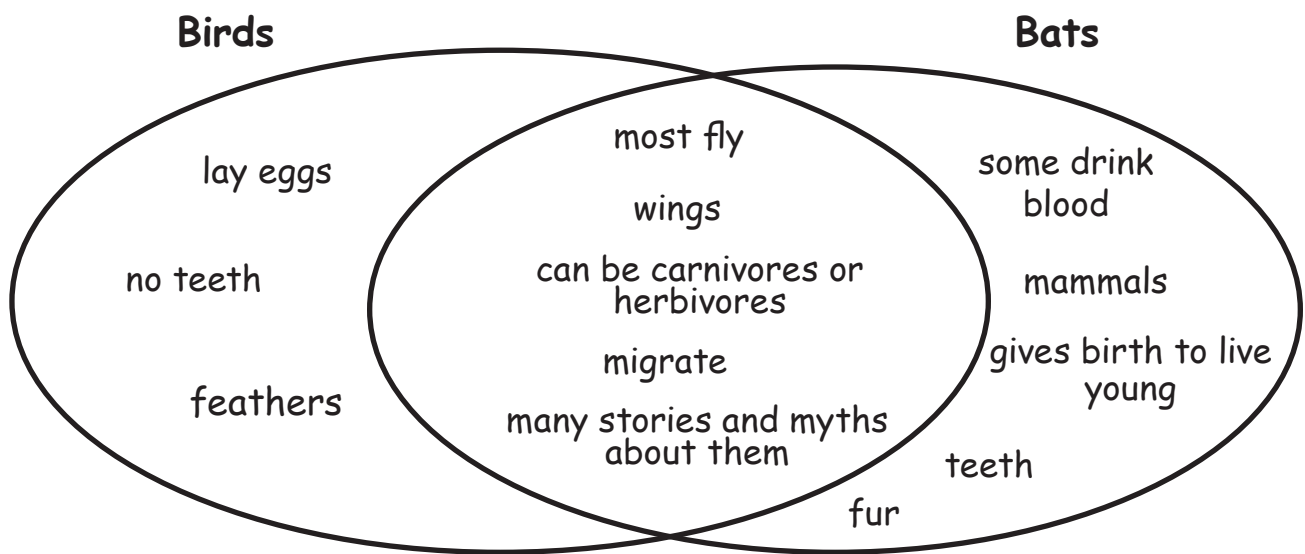 Birds
Bats
lay eggs
no teeth
feathers
most fly
wings
can be carnivores or
herbivores
migrate
many stories and myths
about them
some drink
blood
mammals
gives birth to live
young
teeth
fur